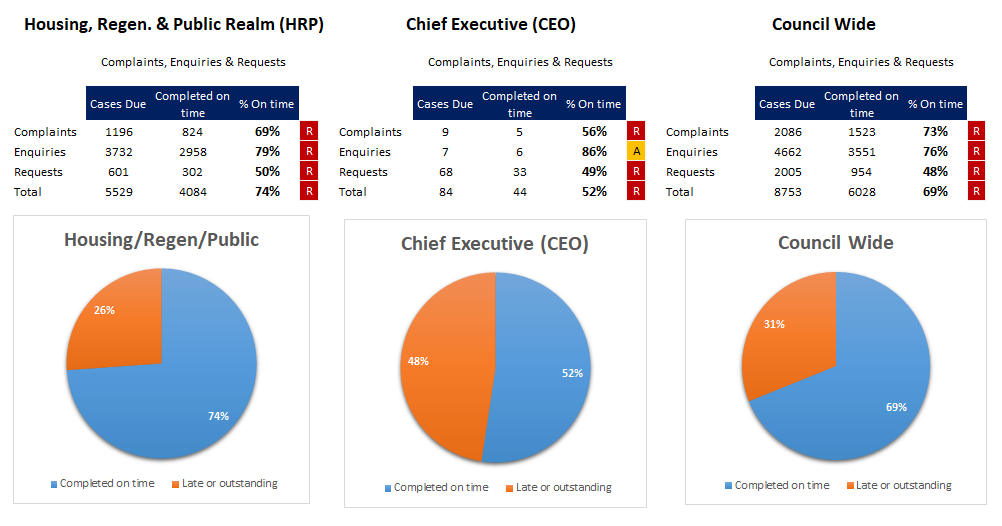 Housing, Regen. & Public Realm (HRP)
Complaints, Enquiries & Requests
Cases Due Completed on time % On time
Complaints 1196 824 69% R
Enquiries 3732 2958 79% R
Requests 601 302 50% R
Total 5529 4084 74% R
Chief Executive (CEO)
Complaints, Enquiries & Requests
Cases Due Completed on time % On time
Complaints 9 5 56% R
Enquiries 7 6 86% A
Requests 68 33 49% R
Total 84 44 52% R
Council Wide
Complaints, Enquiries & Requests
Cases Due Completed on time % On time
Complaints 2086 1523 73% R
Enquiries 4662 3551 76% R
Requests 2005 954 48% R
Total 8753 6028 69% R
Housing/Regen/Public
26%
74%
Completed on time Late or outstanding
Chief Executive (CEO)
48%
52%
Completed on time Late or outstanding
Council Wide
31%
69%
Completed on time Late or outstanding